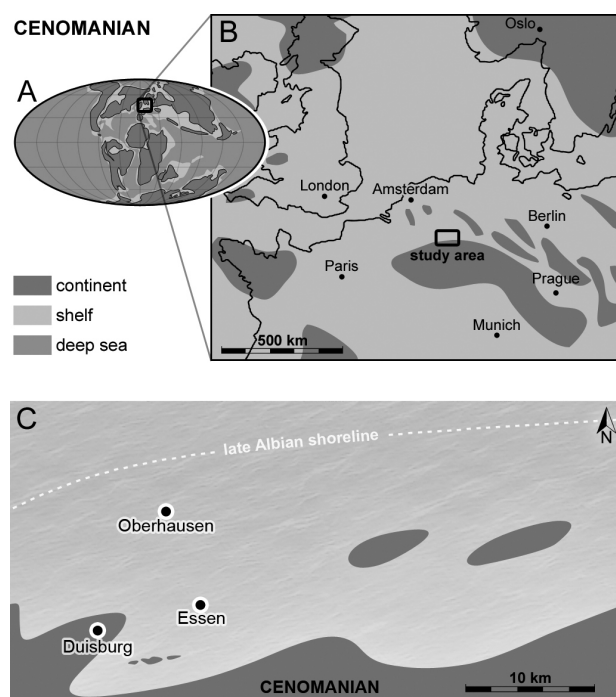 CENOMANIAN
A
B
Oslo
London
Amsterdam
Berlin
study area
Paris
Prague
Munich
500 km
continent
shelf
deep sea
C
late Albian shoreline
N
Oberhausen
Essen
Duisburg
10 km
CENOMANIAN